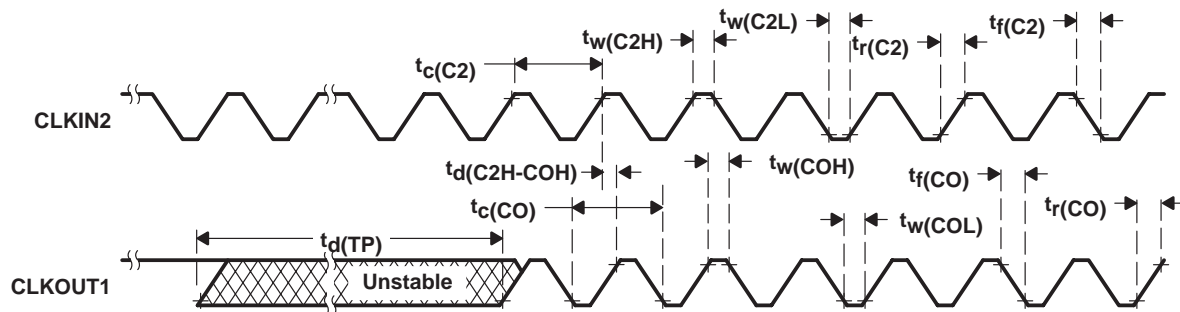 tw(C2L)
tw(C2H)
tf(C2)
tr(C2)
tc(C2)
CLKIN2
td(C2H-COH)
tw(COH)
tf(CO)
tc(CO)
tr(CO)
tw(COL)
td(TP)
Unstable
CLKOUT1